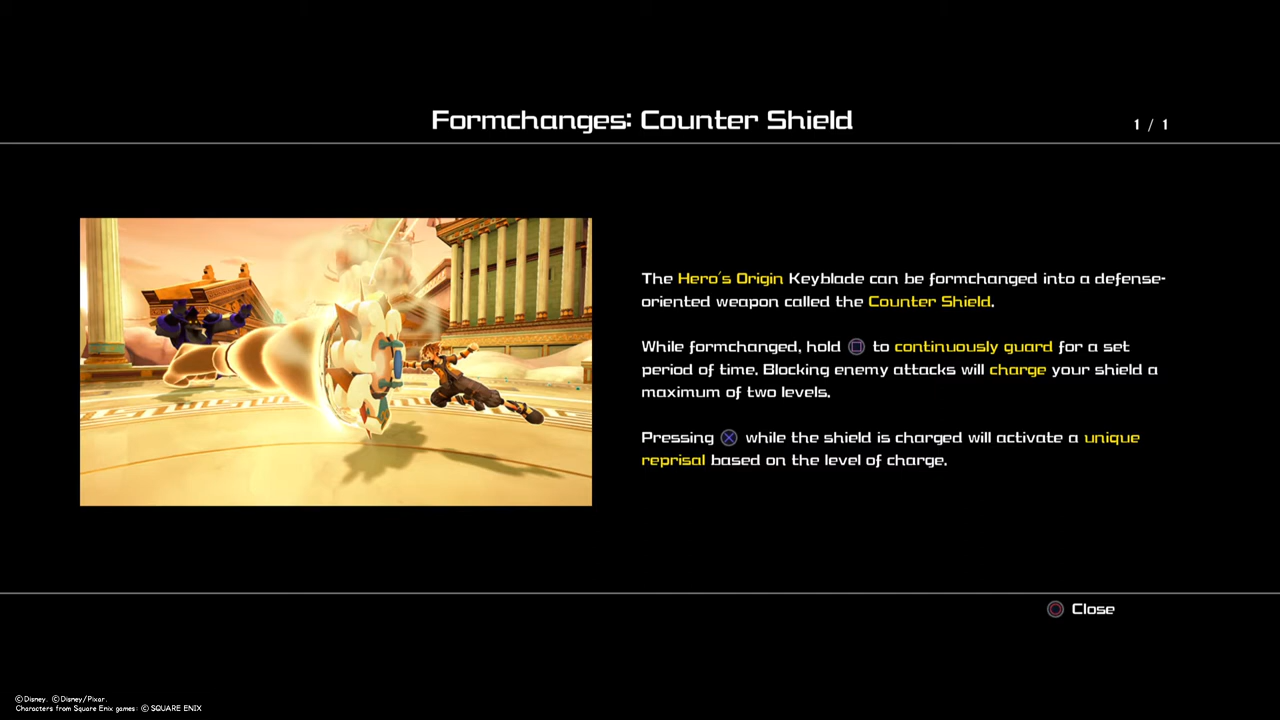 Formchanges: Counter Shield
1 / 1
The Hero's Origin Keyblade can be formchanged into a defense-
oriented weapon called the Counter Shield.
While formchanged, hold to continuously guard for a set
period of time. Blocking enemy attacks will charge your shield a
maximum of two levels.
Pressing while the shield is charged will activate a unique
reprisal based on the level of charge.
Close
©Disney. ©Disney/Pixar.
Characters from Square Enix games: © SQUARE ENIX